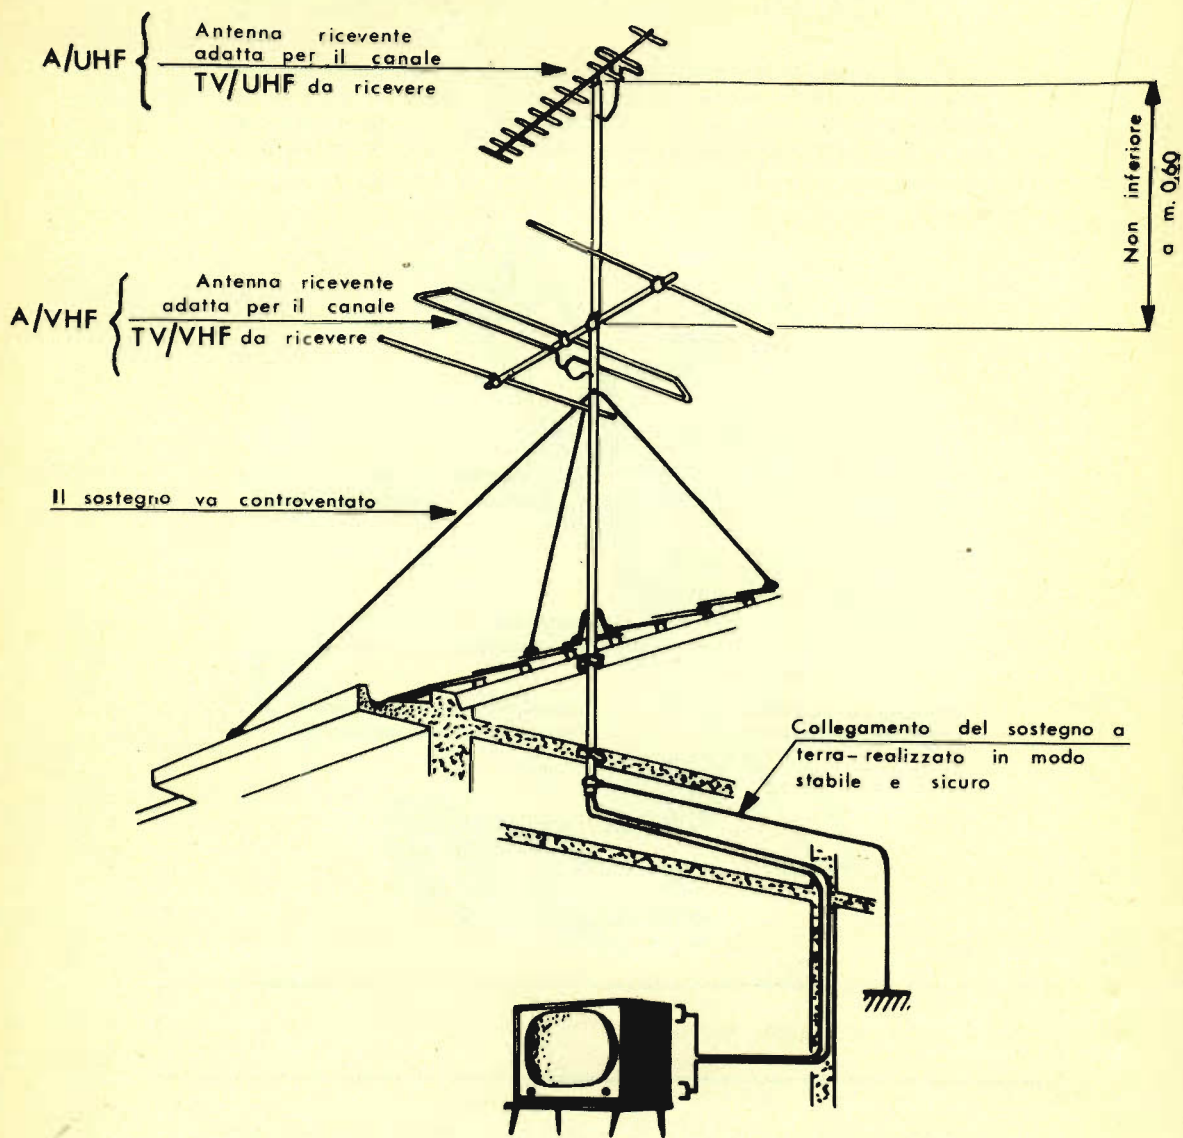 A/UHF
Antenna ricevente
adatta per il canale
TV/UHF da ricevere
Non inferiore
a m. 0,60
A/VHF
Antenna ricevente
adatta per il canale
TV/VHF da ricevere
Il sostegno va controventato
Collegamento del sostegno a
terra-realizzato in modo
stabile e sicuro